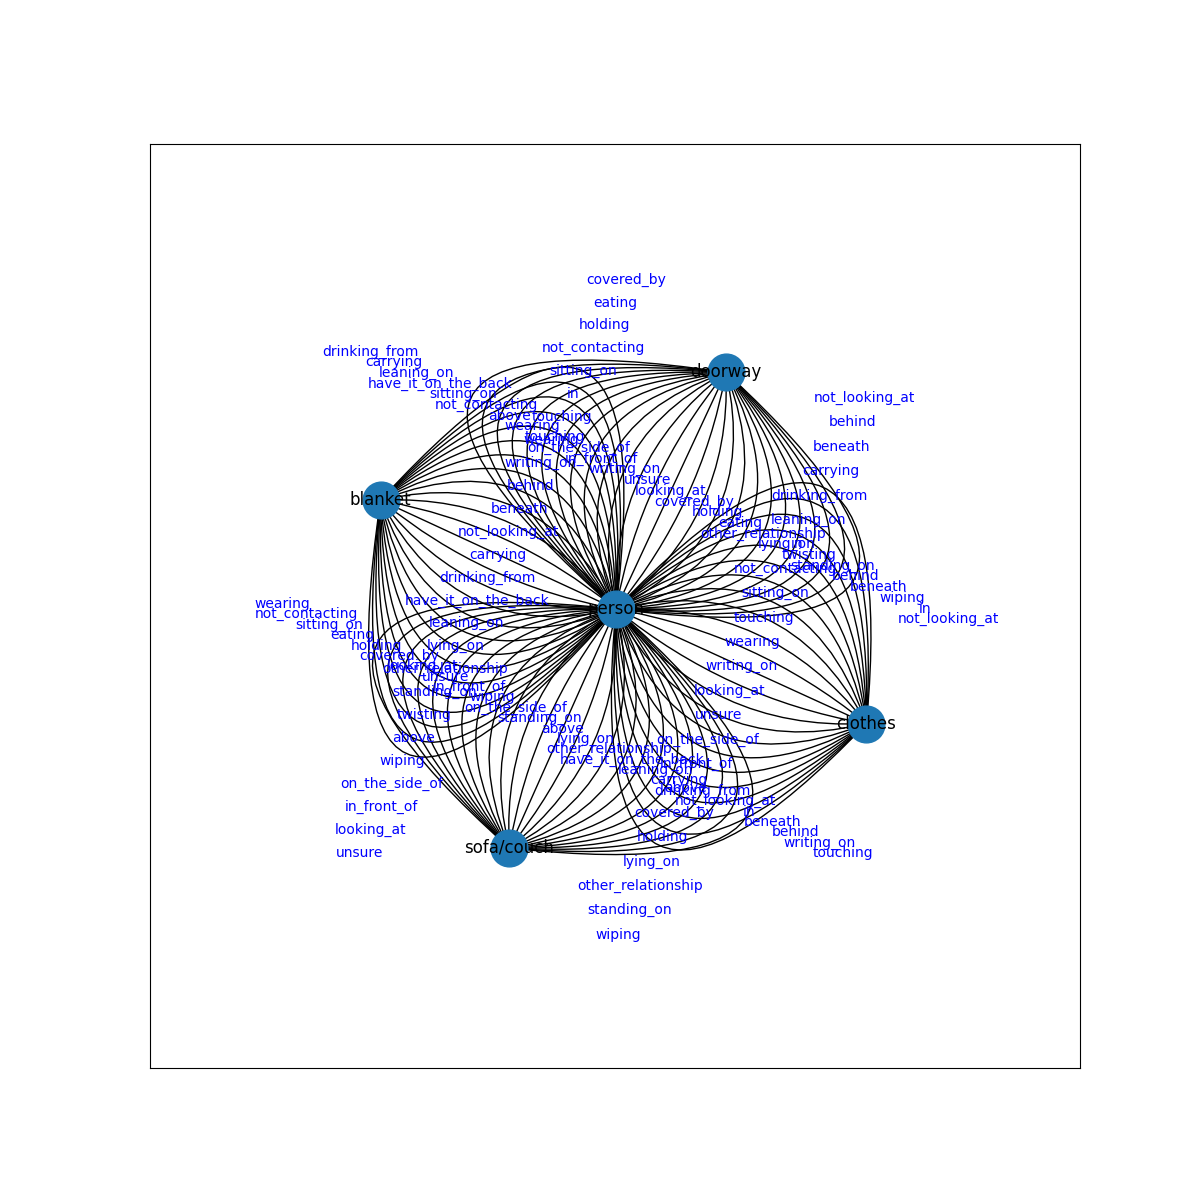 covered_by
eating
holding
not_contacting
drinking_from
carrying
sitting_on
doorway
leaning_on
have_it_on_the_back
sitting_on
in
not_looking_at
not_contacting
above
touching
behind
wearing
touching
wearing
on_the_side_of
beneath
in_front_of
writing_on
writing_on
carrying
unsure
behind
looking_at
drinking_from
blanket
covered_by
beneath
holding
eating
leaning_on
not_looking_at
other_relationship
lying_on
in
carrying
twisting
standing_on
not_contacting
behind
drinking_from
beneath
sitting_on
wiping
have_it_on_the_back
wearing
person
in
not_contacting
touching
not_looking_at
sitting_on
leaning_on
eating
wearing
holding
lying_on
covered_by
looking_at
writing_on
other_relationship
unsure
in_front_of
standing_on
looking_at
wiping
on_the_side_of
twisting
standing_on
unsure
clothes
above
above
lying_on
on_the_side_of
other_relationship
wiping
have_it_on_the_back
in_front_of
leaning_on
on_the_side_of
carrying
above
drinking_from
in_front_of
not_looking_at
covered_by
in
beneath
looking_at
behind
holding
writing_on
sofa/couch
unsure
touching
lying_on
other_relationship
standing_on
wiping